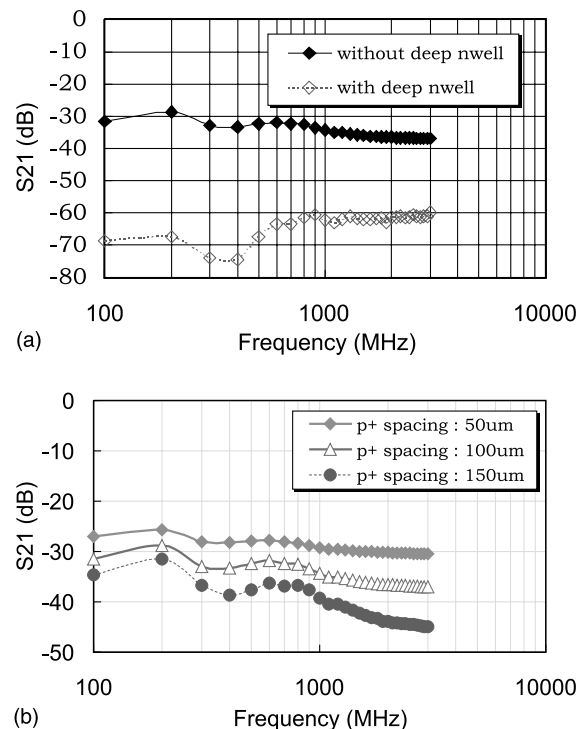 0
-10
-20
-30
-40
-50
-60
-70
-80
S21 (dB)
without deep nwell
with deep nwell
100
1000
10000
(a)
Frequency (MHz)
0
-10
-20
-30
-40
-50
S21 (dB)
p+ spacing : 50um
p+ spacing : 100um
p+ spacing : 150um
100
1000
10000
(b)
Frequency (MHz)